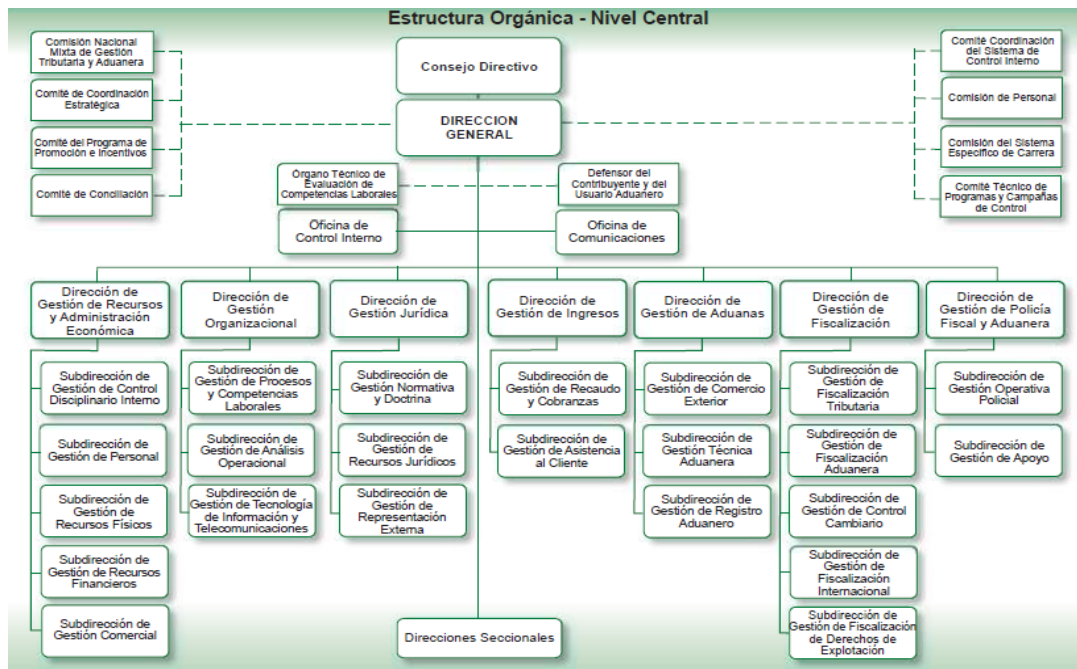 Estructura Orgánica - Nivel Central
Comisión Nacional
Mixta de Gestión
Tributaria y Aduanera
Comité de Coordinación
Estratégica
Comité del Programa de
Promoción e Incentivos
Comité de Conciliación
Consejo Directivo
DIRECCION
GENERAL
Comité Coordinación
del Sistema de
Control Interno
Comisión de Personal
Comisión del Sistema
Especifico de Carrera
Comité Técnico de
Programas y Campañas
de Control
Órgano Técnico de
Evaluación de
Competencias Laborales
Defensor del
Contribuyente y del
Usuario Aduanero
Oficina de
Control Interno
Oficina de
Comunicaciones
Dirección de
Gestión de Recursos
y Administración
Económica
Subdirección de
Gestión de Control
Disciplinario Interno
Subdirección de
Gestión de Personal
Subdirección de
Gestión de
Recursos Físicos
Subdirección de
Gestión de Recursos
Financieros
Subdirección de
Gestión Comercial
Dirección de
Gestión
Organizacional
Subdirección de
Gestión de Procesos
y Competencias
Laborales
Subdirección de
Gestión de Análisis
Operacional
Subdirección de
Gestión de Tecnología
de Información y
Telecomunicaciones
Dirección de
Gestión Jurídica
Subdirección de
Gestión Normativa
y Doctrina
Subdirección de
Gestión de
Recursos Jurídicos
Subdirección de
Gestión de
Representación
Externa
Dirección de
Gestión de Ingresos
Subdirección de
Gestión de Recaudo
y Cobranzas
Subdirección de
Gestión de Asistencia
al Cliente
Dirección de
Gestión de Aduanas
Subdirección de
Gestión de Comercio
Exterior
Subdirección de
Gestión Técnica
Aduanera
Subdirección de
Gestión de Registro
Aduanero
Dirección de
Gestión de
Fiscalización
Subdirección de
Gestión de
Fiscalización
Tributaria
Subdirección de
Gestión de
Fiscalización
Aduanera
Subdirección de
Gestión de Control
Cambiario
Subdirección de
Gestión de
Fiscalización
Internacional
Subdirección de
Gestión de Fiscalización
de Derechos de
Explotación
Dirección de
Gestión de Policía
Fiscal y Aduanera
Subdirección de
Gestión Operativa
Policial
Subdirección de
Gestión de Apoyo
Direcciones Seccionales